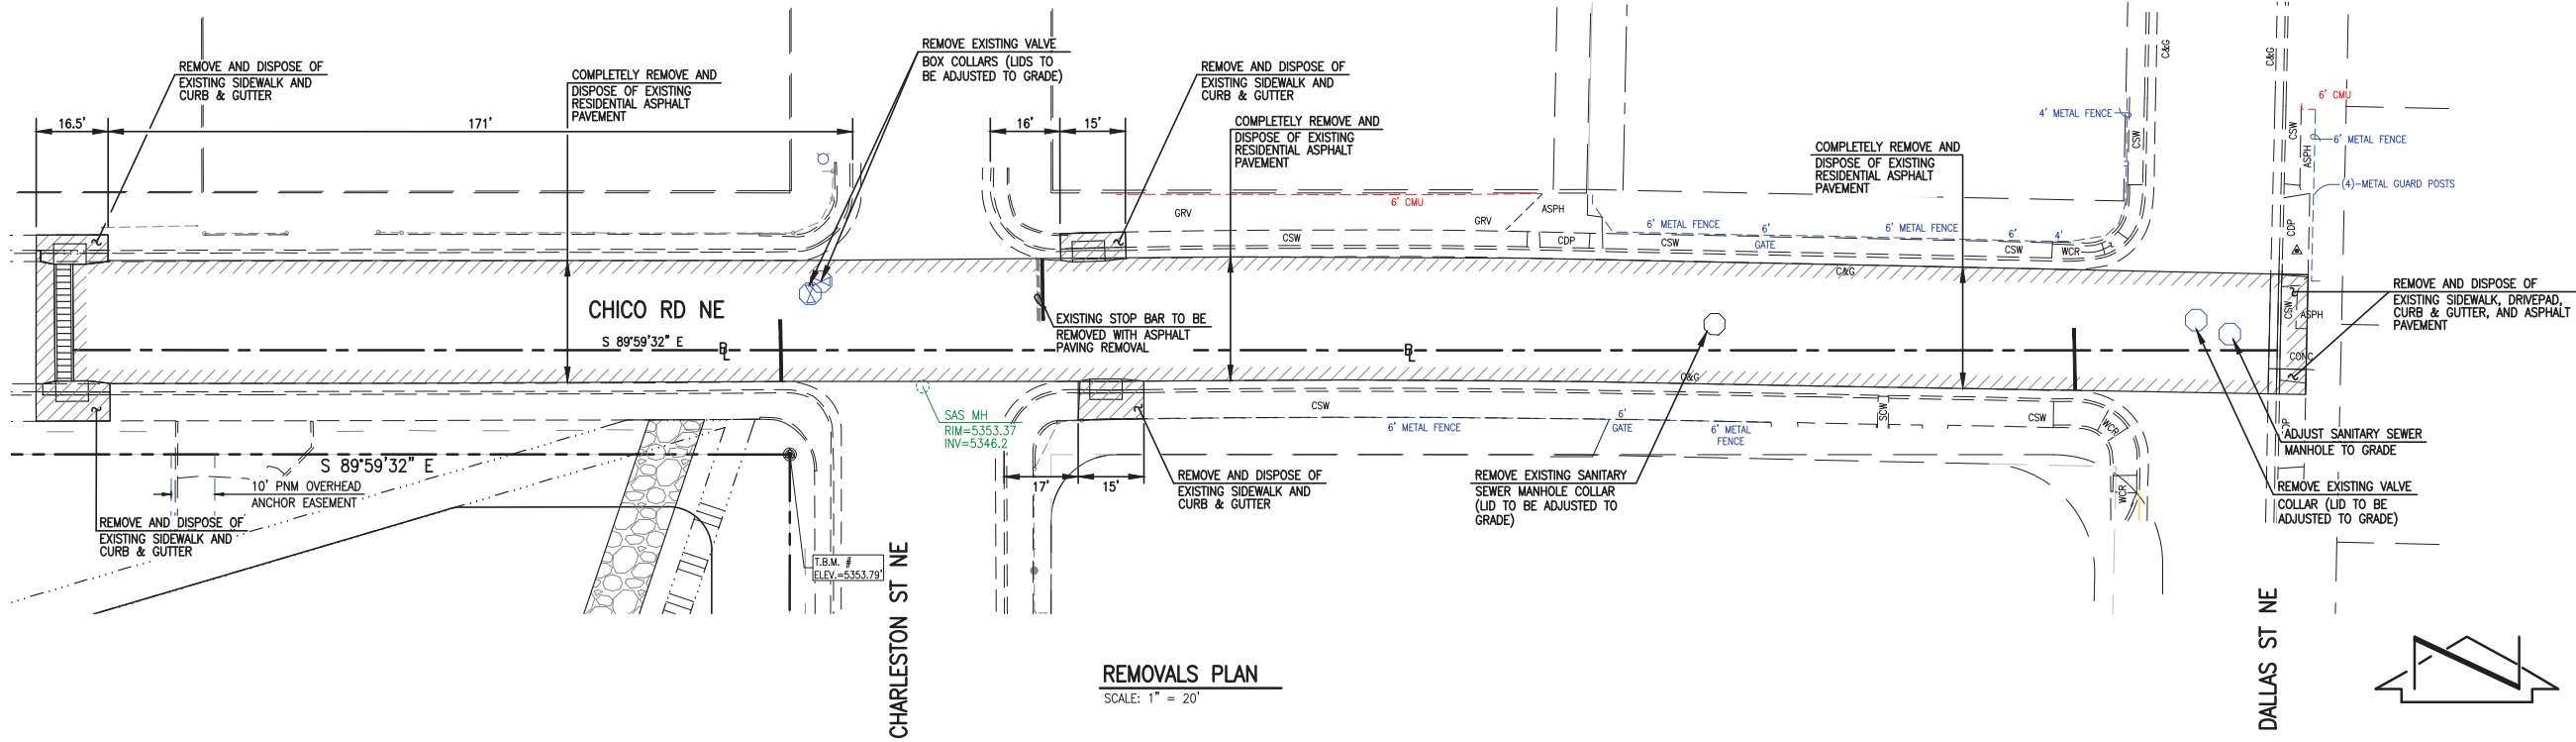 REMOVE AND DISPOSE OF
EXISTING SIDEWALK AND
CURB & GUTTER
16.5'
171'
COMPLETELY REMOVE AND
DISPOSE OF EXISTING
RESIDENTIAL ASPHALT
PAVEMENT
REMOVE EXISTING VALVE
BOX COLLARS (LIDS TO
BE ADJUSTED TO GRADE)
16'
15'
REMOVE AND DISPOSE OF
EXISTING SIDEWALK AND
CURB & GUTTER
COMPLETELY REMOVE AND
DISPOSE OF EXISTING
RESIDENTIAL ASPHALT
PAVEMENT
COMPLETELY REMOVE AND
DISPOSE OF EXISTING
RESIDENTIAL ASPHALT
PAVEMENT
C&G
C&G
4' METAL FENCE
CSW
6' CMU
CSW
6' METAL FENCE
ASPH
(4)-METAL GUARD POSTS
CDP
GRV
6' CMU
GRV
ASPH
CSW
CDP
6' METAL FENCE
CSW
6'
GATE
6' METAL FENCE
6'
4'
CSW
WCR
C&G
CHICO RD NE
S 89°59'32" E
EXISTING STOP BAR TO BE
REMOVED WITH ASPHALT
PAVING REMOVAL
REMOVE AND DISPOSE OF
EXISTING SIDEWALK, DRIVEPAD,
CURB & GUTTER, AND ASPHALT
PAVEMENT
CSW
ASPH
CONC
C&G
SAS MH
RIM=5353.37
INV=5346.2
CSW
6' METAL FENCE
6'
GATE
6' METAL
FENCE
SCW
CSW
WCR
WCR
ADJUST SANITARY SEWER
MANHOLE TO GRADE
S 89°59'32" E
10' PNM OVERHEAD
ANCHOR EASEMENT
17'
15'
REMOVE AND DISPOSE OF
EXISTING SIDEWALK AND
CURB & GUTTER
REMOVE EXISTING SANITARY
SEWER MANHOLE COLLAR
(LID TO BE ADJUSTED TO
GRADE)
REMOVE EXISTING VALVE
COLLAR (LID TO BE
ADJUSTED TO GRADE)
REMOVE AND DISPOSE OF
EXISTING SIDEWALK AND
CURB & GUTTER
T.B.M. #
ELEV.=5353.79'
CHARLESTON ST NE
DALLAS ST NE
REMOVALS PLAN
SCALE: 1" = 20'